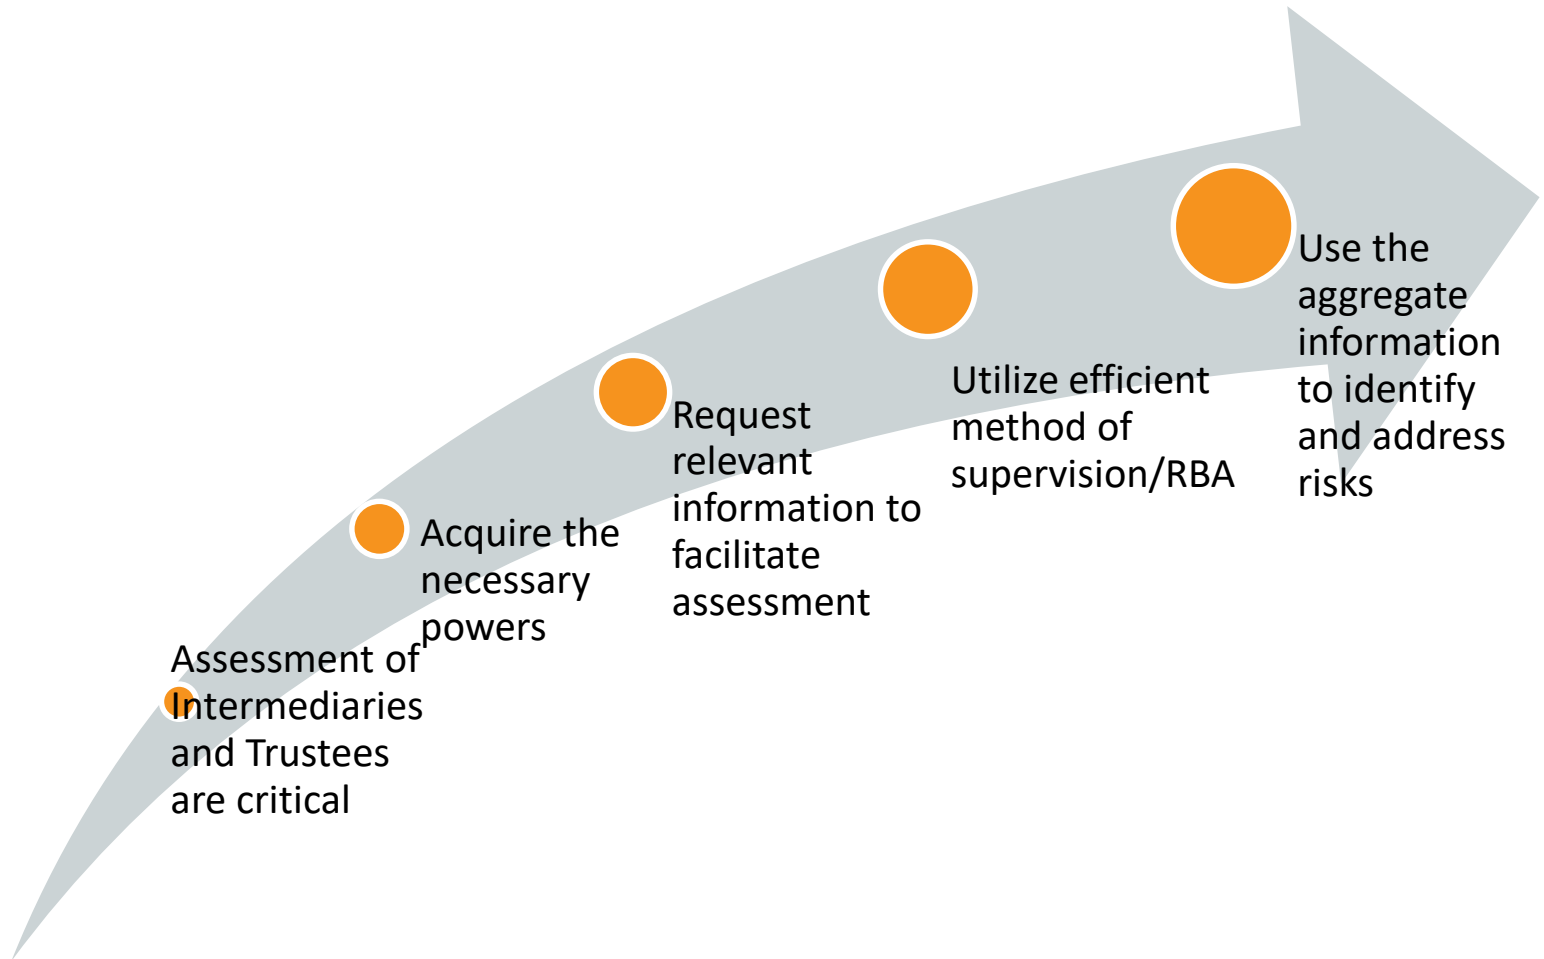 Assessment of
Intermediaries
and Trustees
are critical
Acquire the
necessary
powers
Request
relevant
information to
facilitate
assessment
Utilize efficient
method of
supervision/RBA
Use the
aggregate
information
to identify
and address
risks